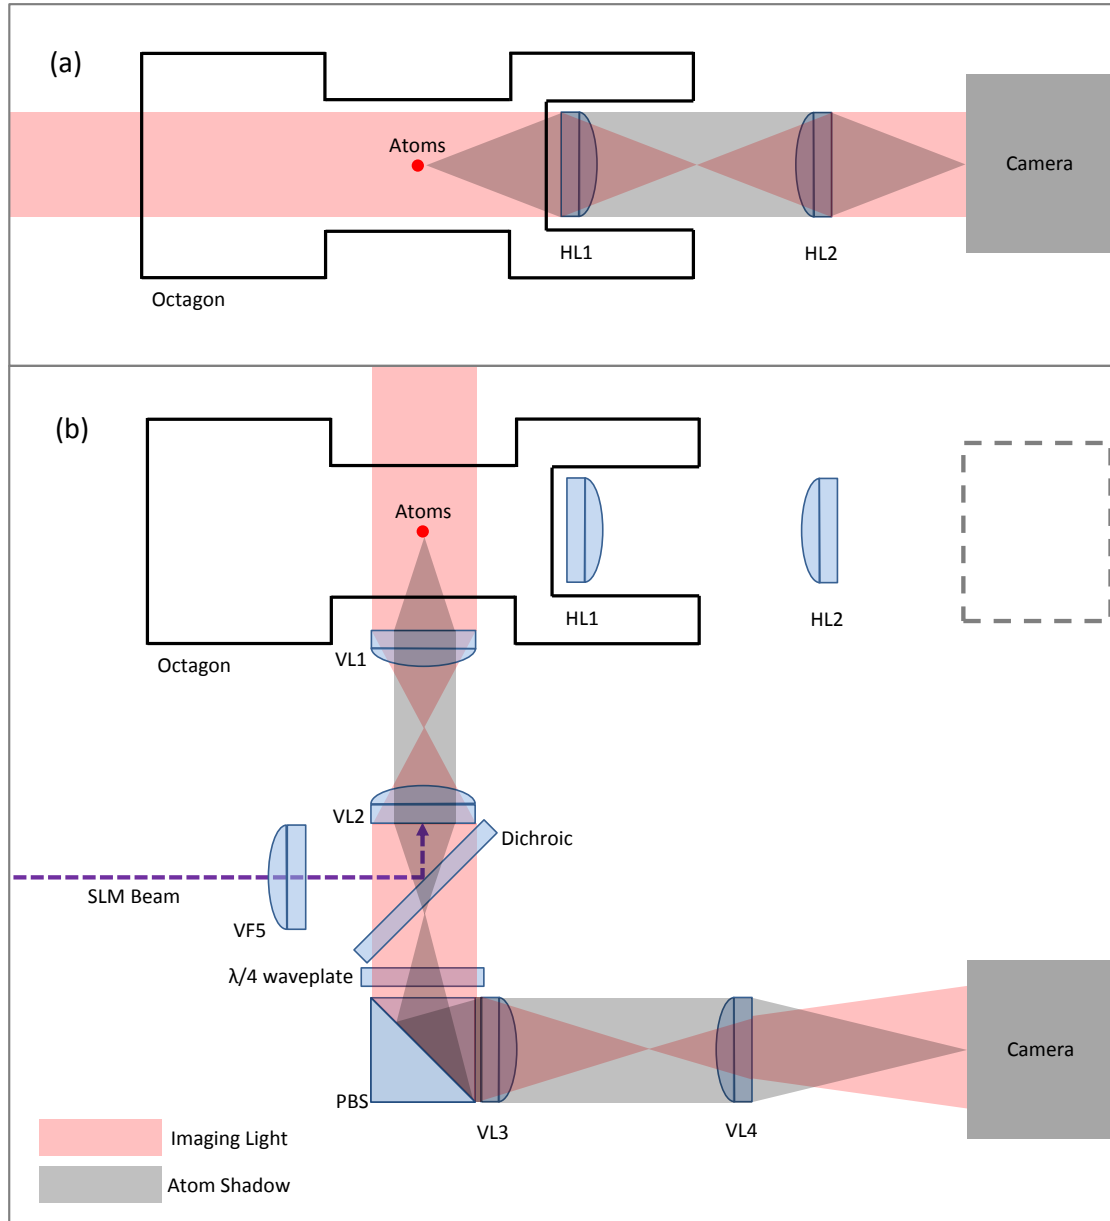 (a)
Atoms
Camera
HL1
HL2
Octagon
(b)
Atoms
HL1
HL2
Octagon
VL1
VL2
Dichroic
SLM Beam
VF5
λ/4 waveplate
Camera
PBS
VL3
VL4
Imaging Light
Atom Shadow